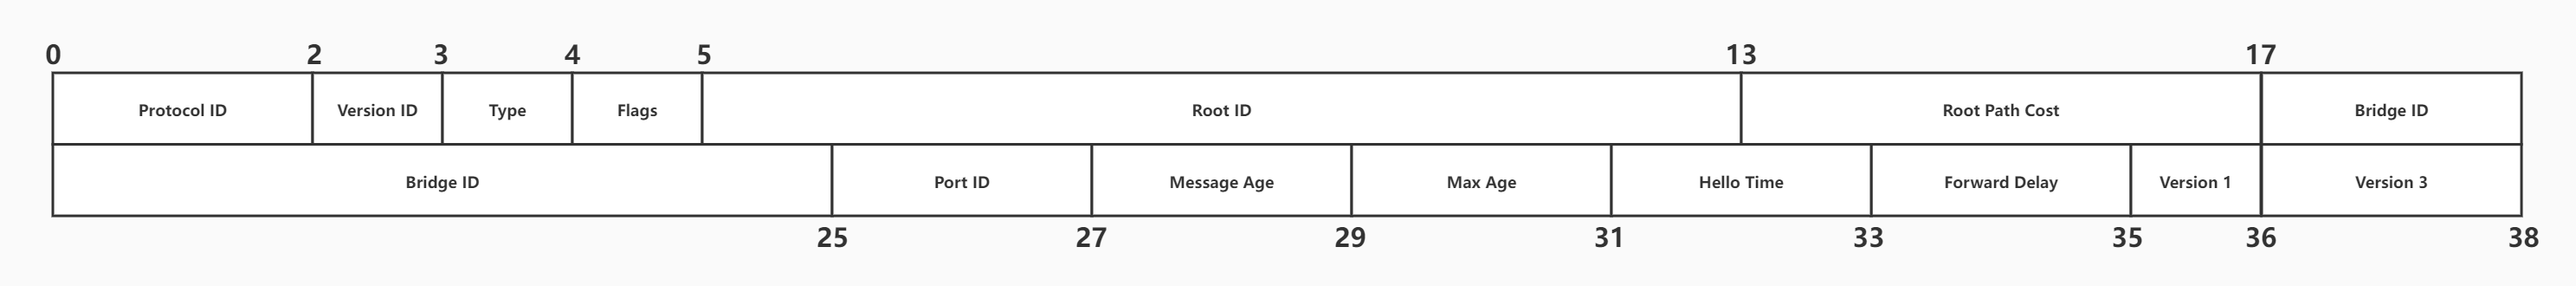 0 2 3 4 5 13 17
Protocol ID Version ID Type Flags Root ID Root Path Cost Bridge ID
Bridge ID Port ID Message Age Max Age Hello Time Forward Delay Version 1 Version 3
25 27 29 31 33 35 36 38